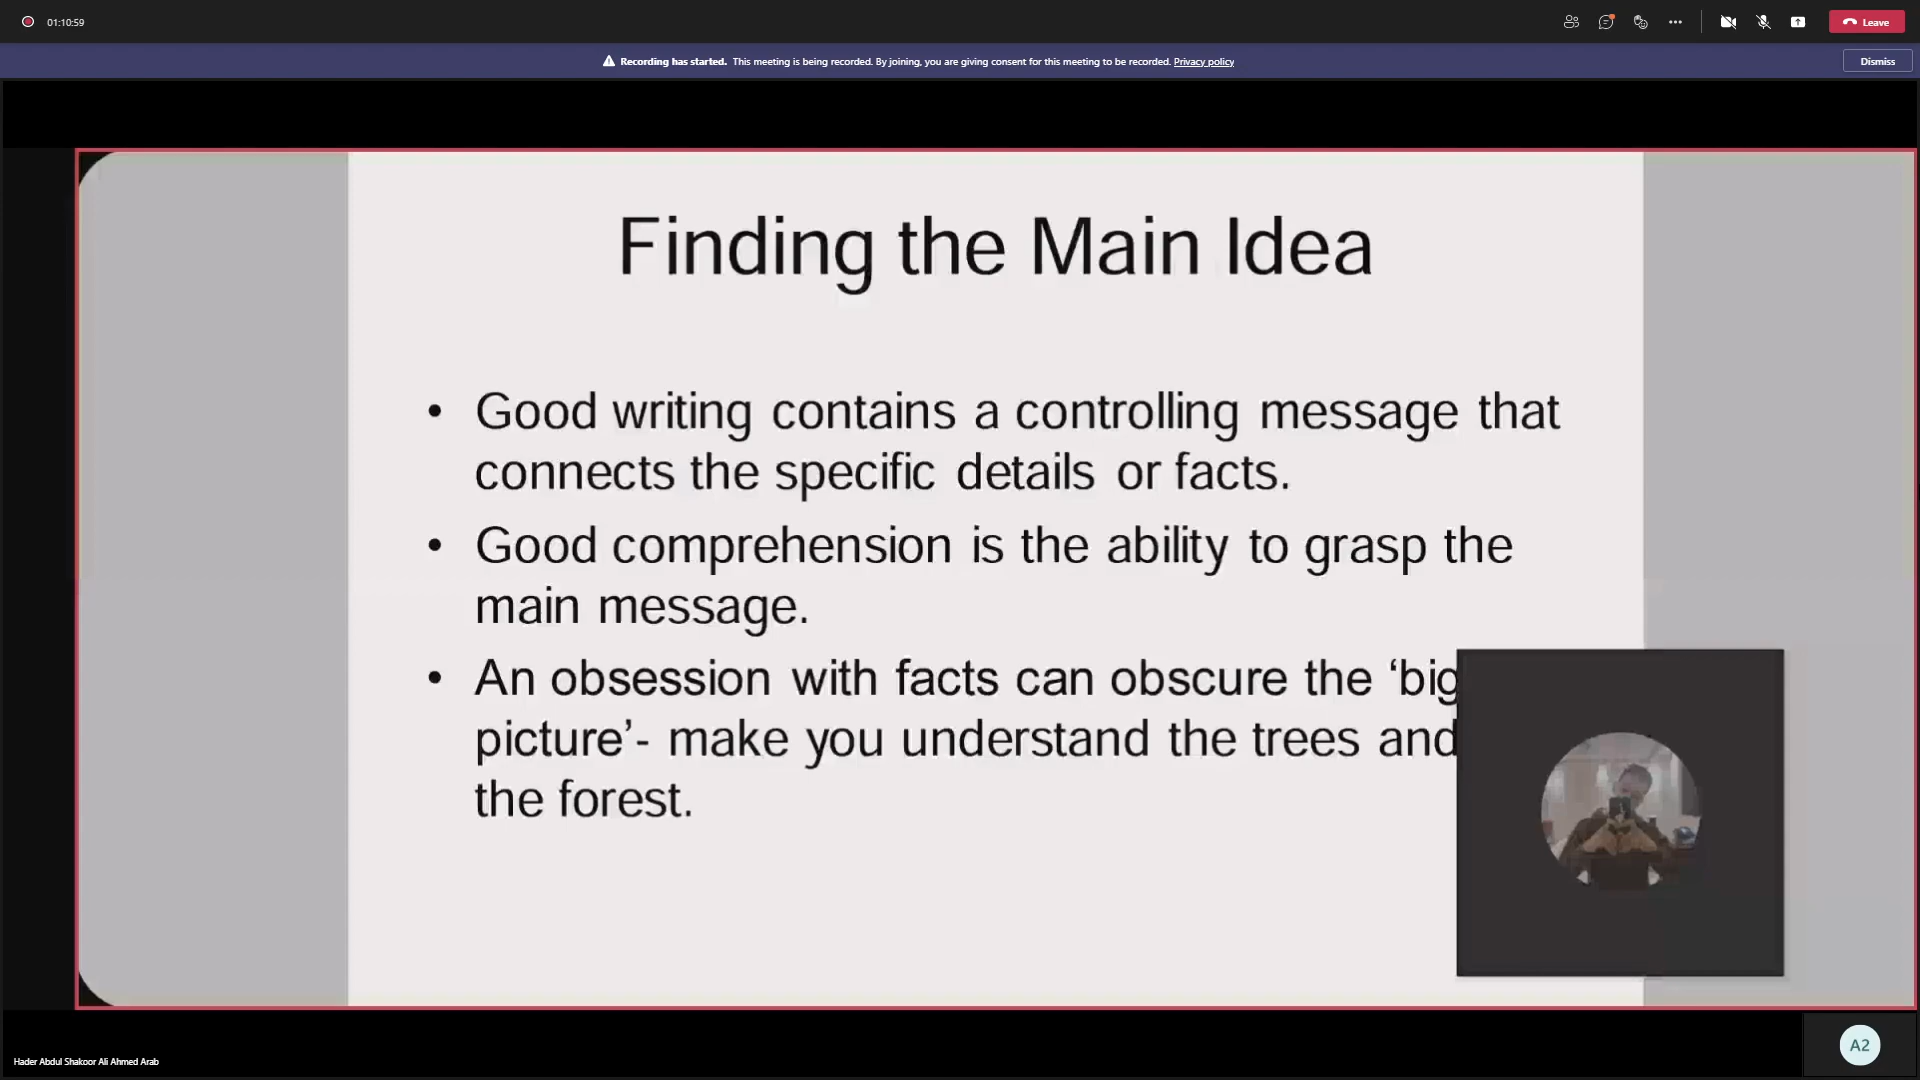 01:10:59
Leave
Recording has started. This meeting is being recorded. By joining, you are giving consent for this meeting to be recorded. Privacy policy
Dismiss
Finding the Main Idea
• Good writing contains a controlling message that
connects the specific details or facts.
• Good comprehension is the ability to grasp the
main message.
• An obsession with facts can obscure the ‘big
picture’- make you understand the trees and
the forest.
Hader Abdul Shakoor Ali Ahmed Arab
A2